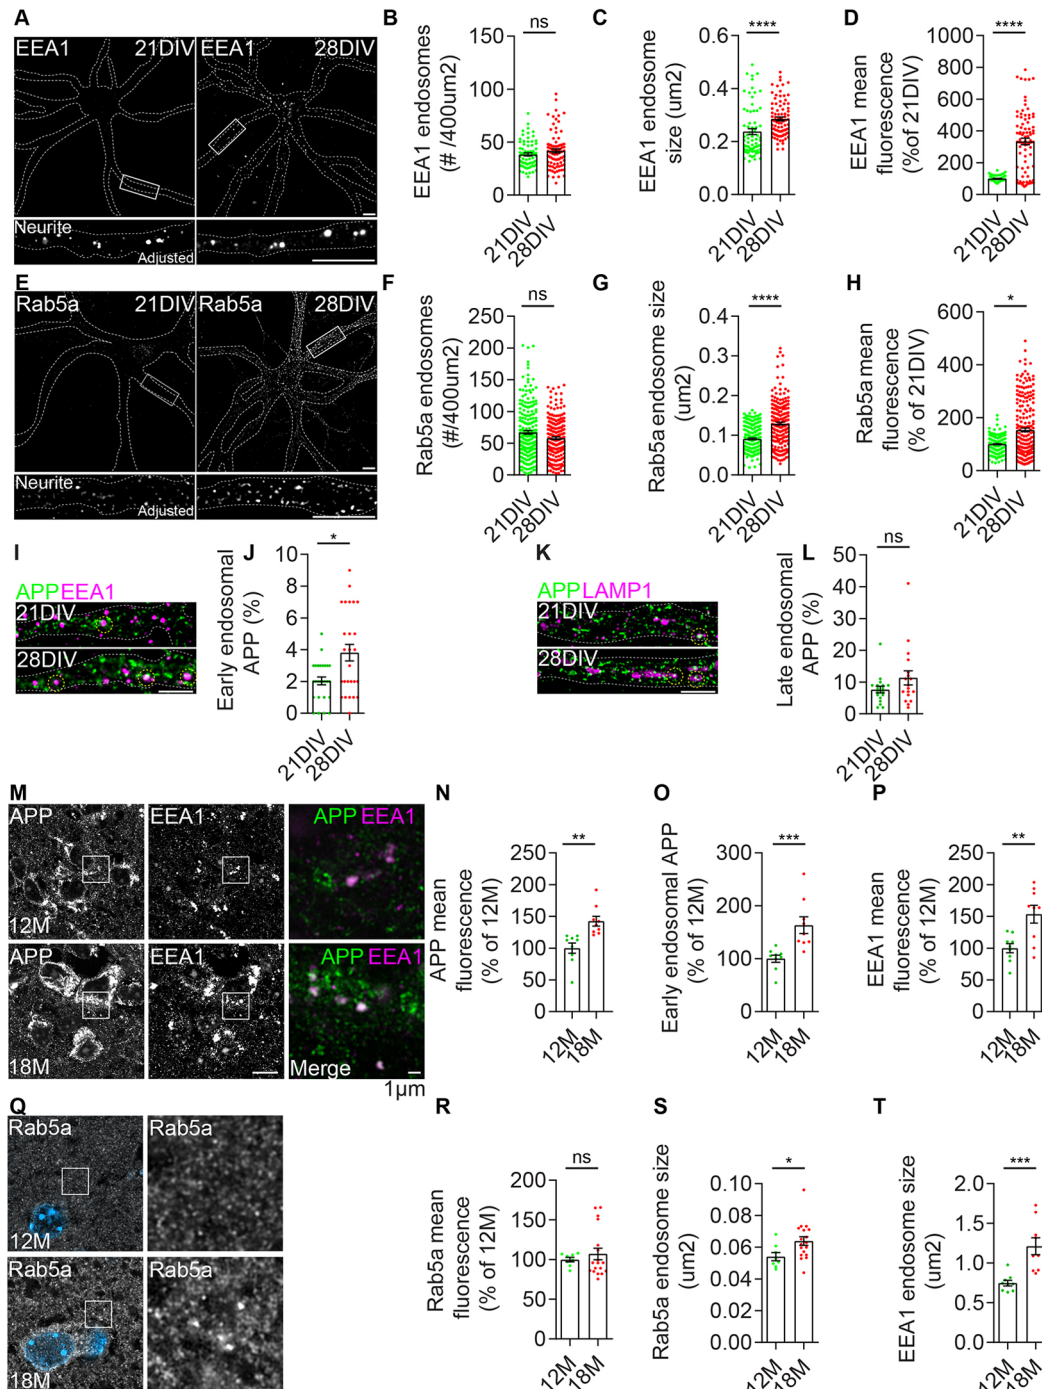 A
EEA1 21DIV EEA1 28DIV
Neurite
Adjusted
B
EEA1 endosomes
(# /400um2)
ns
150
100
50
0
21DIV
28DIV
C
EEA1 endosome
size (um2)
****
0.6
0.4
0.2
0.0
21DIV
28DIV
D
EEA1 mean
fluorescence
(%of 21DIV)
****
1000
800
600
400
200
0
21DIV
28DIV
E
Rab5a 21DIV Rab5a 28DIV
Neurite
Adjusted
F
Rab5a endosomes
(#/400um2)
ns
250
200
150
100
50
0
21DIV
28DIV
G
Rab5a endosome size
(um2)
****
0.4
0.3
0.2
0.1
0.0
21DIV
28DIV
H
Rab5a mean
fluorescence
(% of 21DIV)
*
600
400
200
0
21DIV
28DIV
I
APP EEA1
21DIV
28DIV
J
Early endosomal
APP (%)
*
10
8
6
4
2
0
21DIV
28DIV
K
APP LAMP1
21DIV
28DIV
L
Late endosomal
APP (%)
ns
50
40
30
20
10
0
21DIV
28DIV
M
APP EEA1 APP EEA1
12M
APP EEA1 APP EEA1
18M Merge
1µm
N
APP mean
fluorescence
(% of 12M)
**
250
200
150
100
50
0
12M
18M
O
Early endosomal APP
(% of 12M)
***
300
200
100
0
12M
18M
P
EEA1 mean
fluorescence
(% of 12M)
**
250
200
150
100
50
0
12M
18M
Q
Rab5a Rab5a
12M
Rab5a Rab5a
18M
R
Rab5a mean
fluorescence
(% of 12M)
ns
200
150
100
50
0
12M
18M
S
Rab5a endosome size
(um2)
*
0.10
0.08
0.06
0.04
0.02
0.00
12M
18M
T
EEA1 endosome size
(um2)
***
2.0
1.5
1.0
0.5
0.0
12M
18M